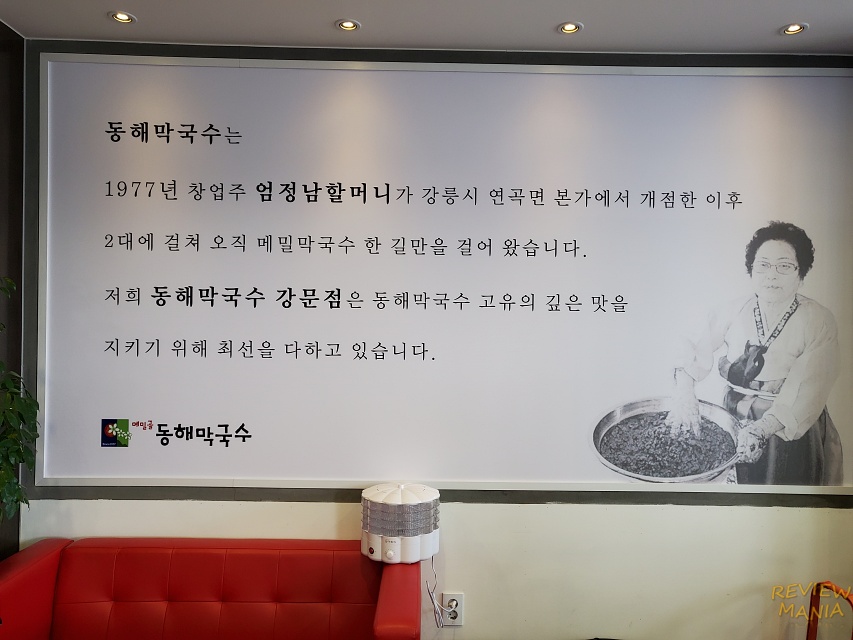 동해막국수는
1977년 창업주 엄정남할머니가 강릉시 연곡면 본가에서 개점한 이후
2대에 걸쳐 오직 메밀막국수 한 길만을 걸어 왔습니다.
저희 동해막국수 강문점은 동해막국수 고유의 깊은 맛을
지키기 위해 최선을 다하고 있습니다.
메밀꽃 동해막국수
REVIEW
MANIA